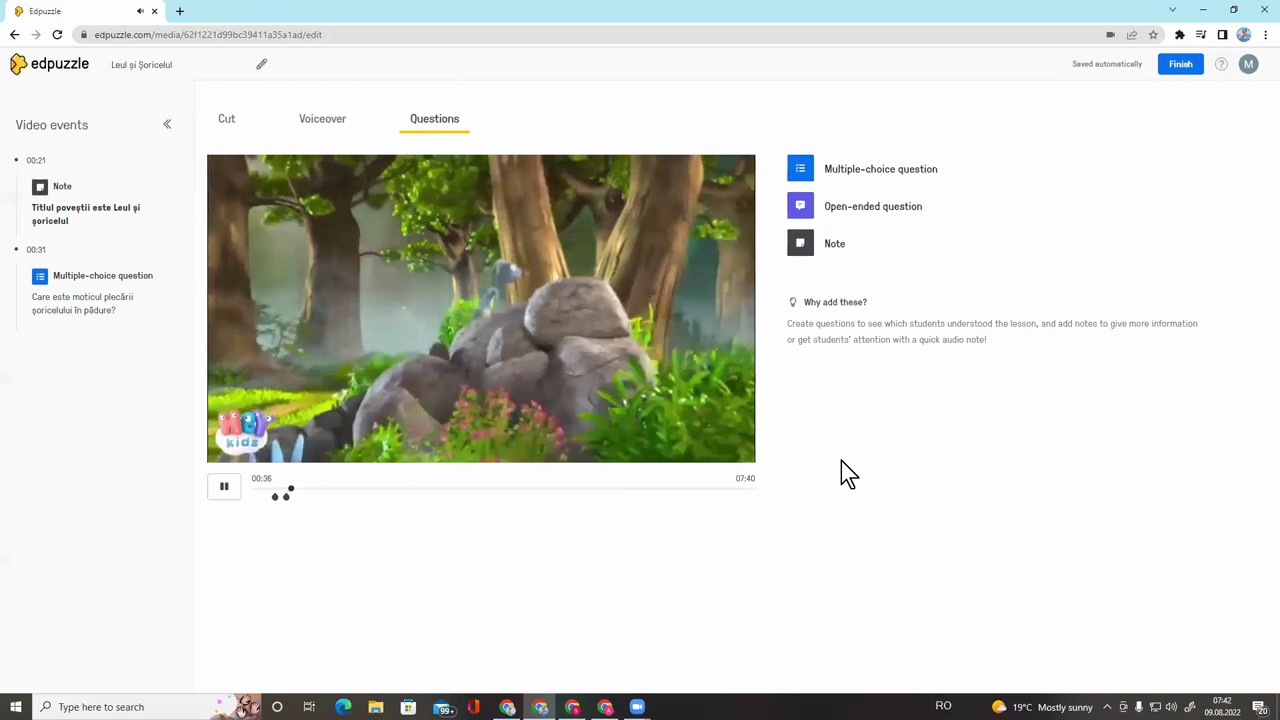 Edpuzzle
edpuzzle.com/media/62f1221d99bc39411a35a1ad/edit
edpuzzle
Leul și Șoricelul
Saved automatically
Finish
?
M
Video events
Cut
Voiceover
Questions
00:21
Note
Titlul poveștii este Leul și
șoricelul
00:31
Multiple-choice question
Care este moticul plecării
șoricelului în pădure?
HeY
kids
00:36
07:40
Multiple-choice question
Open-ended question
Note
Why add these?
Create questions to see which students understood the lesson, and add notes to give more information
or get students' attention with a quick audio note!
Type here to search
99+
RO
19°C Mostly sunny
07:42
09.08.2022